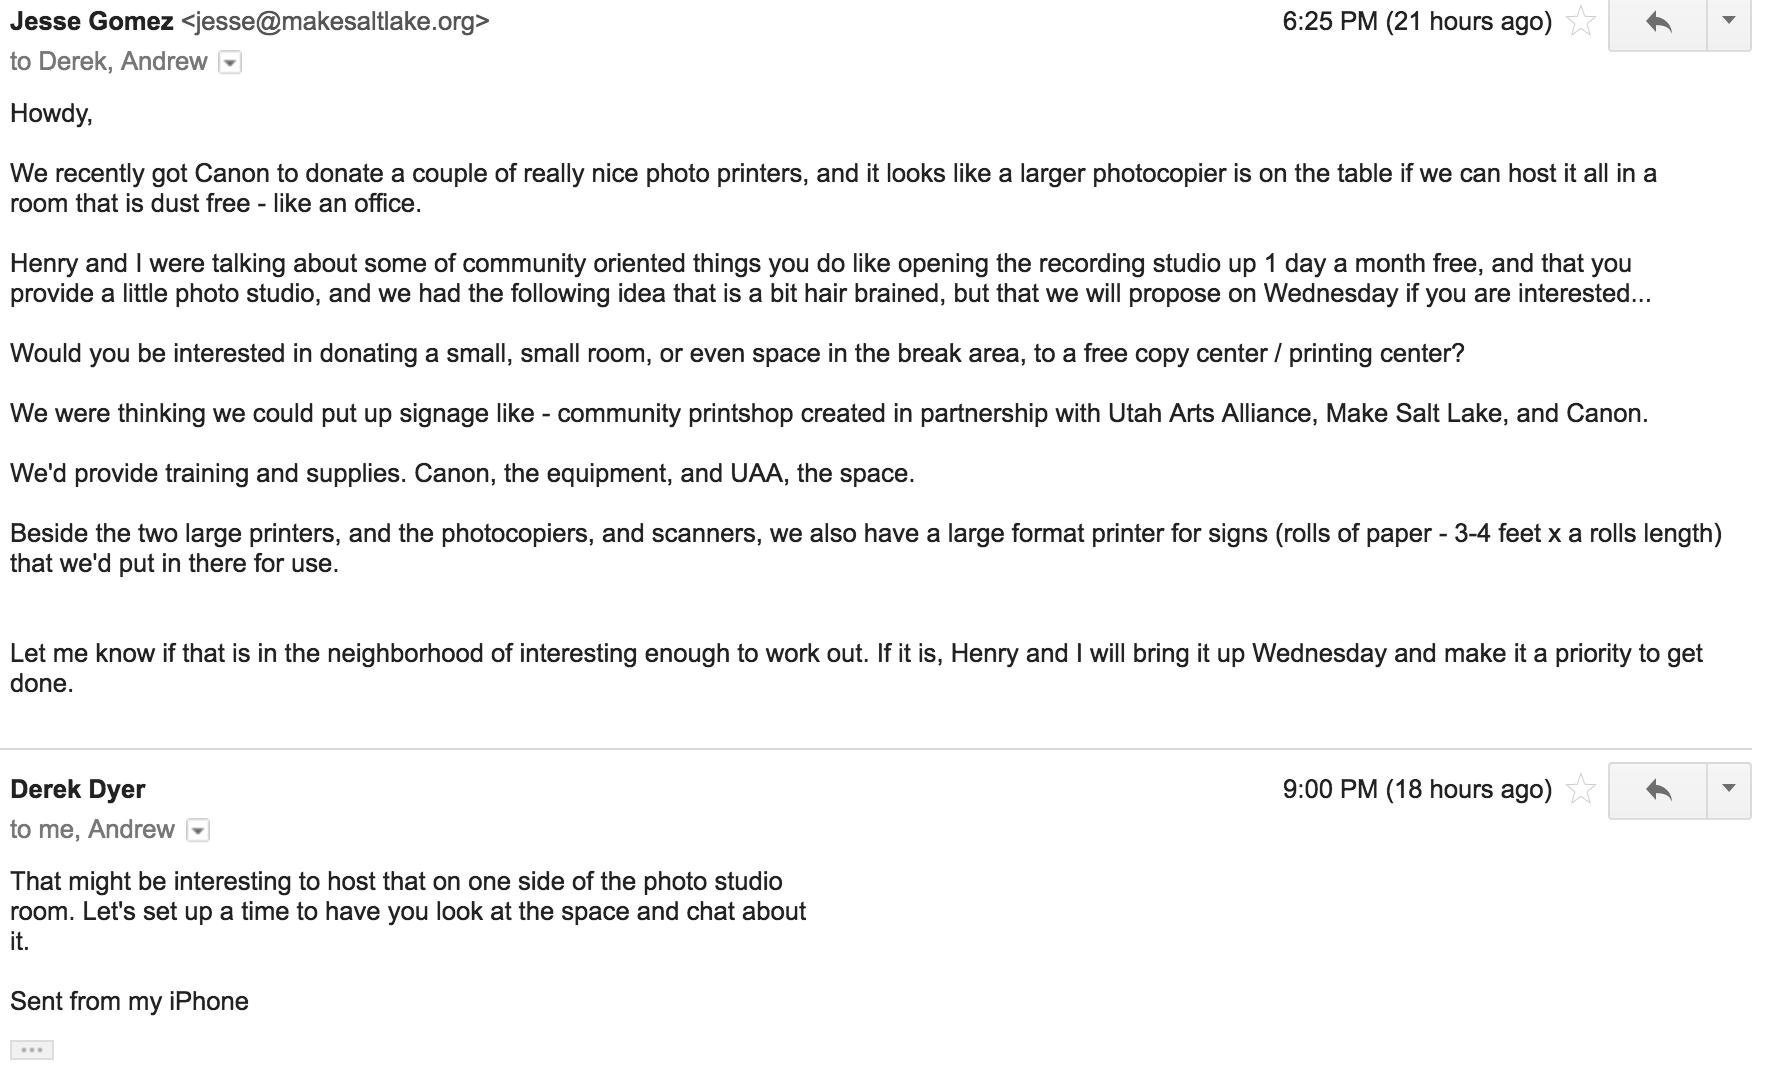 Jesse Gomez <jesse@makesaltlake.org> 6:25 PM (21 hours ago)
to Derek, Andrew
Howdy,
We recently got Canon to donate a couple of really nice photo printers, and it looks like a larger photocopier is on the table if we can host it all in a
room that is dust free - like an office.
Henry and I were talking about some of community oriented things you do like opening the recording studio up 1 day a month free, and that you
provide a little photo studio, and we had the following idea that is a bit hair brained, but that we will propose on Wednesday if you are interested...
Would you be interested in donating a small, small room, or even space in the break area, to a free copy center / printing center?
We were thinking we could put up signage like - community printshop created in partnership with Utah Arts Alliance, Make Salt Lake, and Canon.
We'd provide training and supplies. Canon, the equipment, and UAA, the space.
Beside the two large printers, and the photocopiers, and scanners, we also have a large format printer for signs (rolls of paper - 3-4 feet x a rolls length)
that we'd put in there for use.
Let me know if that is in the neighborhood of interesting enough to work out. If it is, Henry and I will bring it up Wednesday and make it a priority to get
done.
Derek Dyer 9:00 PM (18 hours ago)
to me, Andrew
That might be interesting to host that on one side of the photo studio
room. Let's set up a time to have you look at the space and chat about
it.
Sent from my iPhone